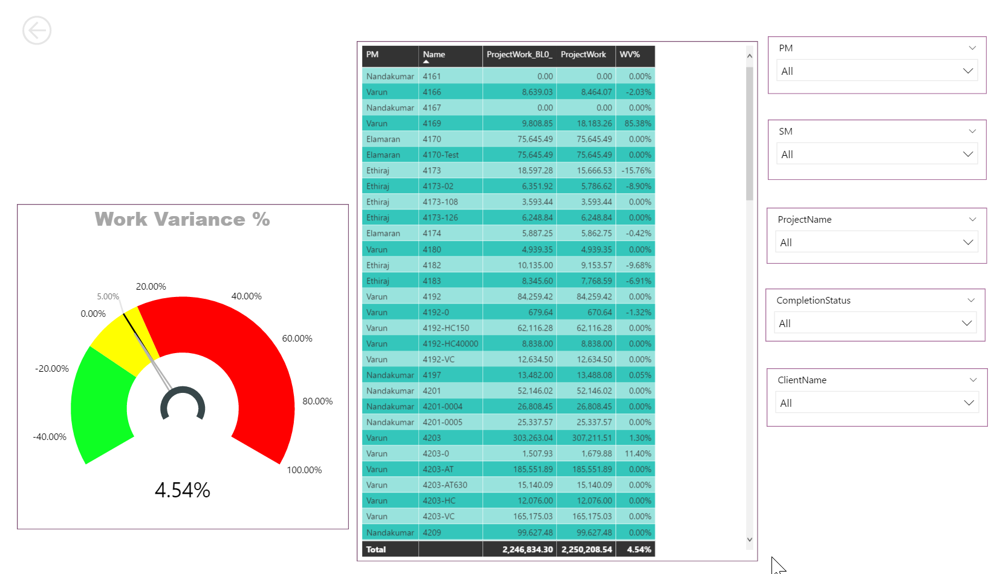 Work Variance %
5.00%
20.00%
40.00%
0.00%
60.00%
-20.00%
80.00%
-40.00%
100.00%
4.54%
PM Name ProjectWork_BL0_ ProjectWork WV%
Nandakumar 4161 0.00 0.00 0.00%
Varun 4166 8,639.03 8,464.07 -2.03%
Nandakumar 4167 0.00 0.00 0.00%
Varun 4169 9,808.85 18,183.26 85.38%
Elamaran 4170 75,645.49 75,645.49 0.00%
Elamaran 4170-Test 75,645.49 75,645.49 0.00%
Ethiraj 4173 18,597.28 15,666.53 -15.76%
Ethiraj 4173-02 6,351.92 5,786.62 -8.90%
Ethiraj 4173-108 3,593.44 3,593.44 0.00%
Ethiraj 4173-126 6,248.84 6,248.84 0.00%
Elamaran 4174 5,887.25 5,862.75 -0.42%
Varun 4180 4,939.35 4,939.35 0.00%
Ethiraj 4182 10,135.00 9,153.57 -9.68%
Ethiraj 4183 8,345.60 7,768.59 -6.91%
Varun 4192 84,259.42 84,259.42 0.00%
Varun 4192-0 679.64 670.64 -1.32%
Varun 4192-HC150 62,116.28 62,116.28 0.00%
Varun 4192-HC40000 8,838.00 8,838.00 0.00%
Varun 4192-VC 12,634.50 12,634.50 0.00%
Nandakumar 4197 13,482.00 13,488.08 0.05%
Nandakumar 4201 52,146.02 52,146.02 0.00%
Nandakumar 4201-0004 26,808.45 26,808.45 0.00%
Nandakumar 4201-0005 25,337.57 25,337.57 0.00%
Varun 4203 303,263.04 307,211.51 1.30%
Varun 4203-0 1,507.93 1,679.88 11.40%
Varun 4203-AT 185,551.89 185,551.89 0.00%
Varun 4203-AT630 15,140.09 15,140.09 0.00%
Varun 4203-HC 12,076.00 12,076.00 0.00%
Varun 4203-VC 165,175.03 165,175.03 0.00%
Nandakumar 4209 99,627.48 99,627.48 0.00%
Total 2,246,834.30 2,250,208.54 4.54%
PM
All
SM
All
ProjectName
All
CompletionStatus
All
ClientName
All